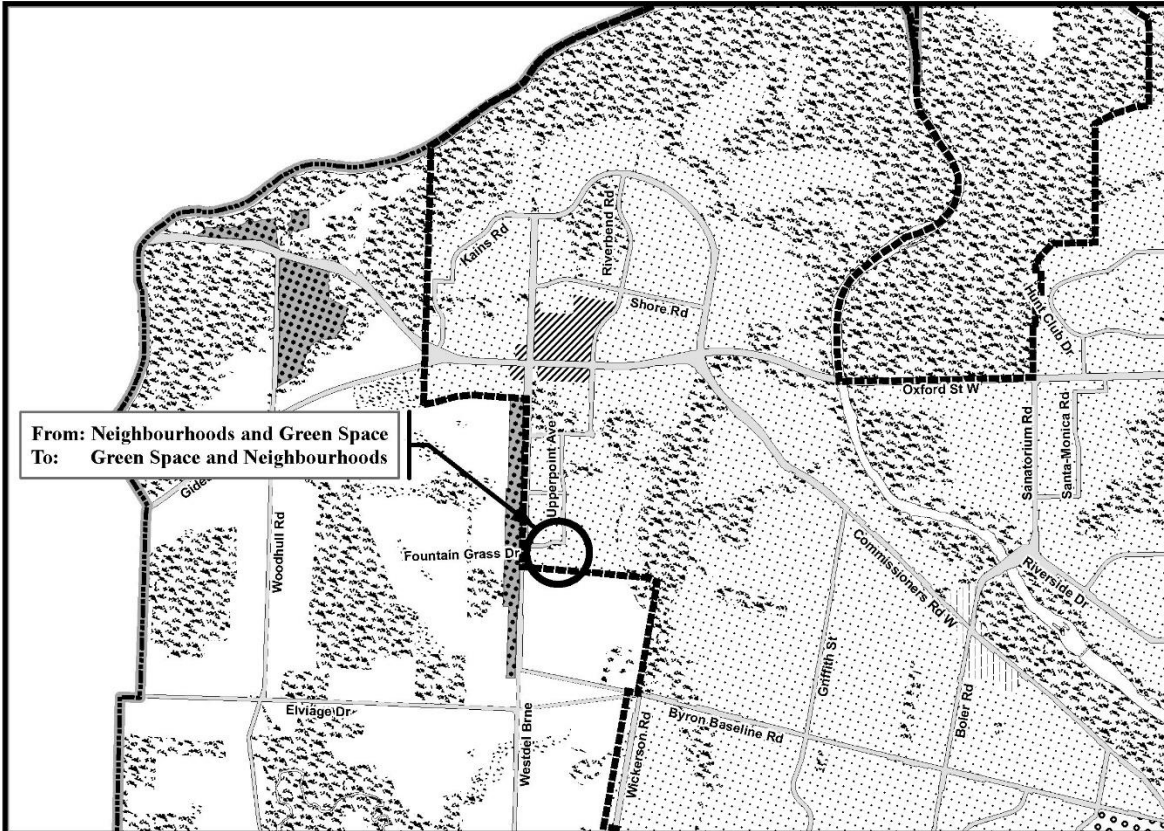 Kains Rd
Riverbend Rd
Shore Rd
Hunt Club Dr
Oxford St W
From: Neighbourhoods and Green Space
To: Green Space and Neighbourhoods
Upperpoint Ave
Sanatorium Rd
Santa-Monica Rd
Woodhull Rd
Fountain Grass Dr
Commissioners Rd W
Riverside Dr
Griffith St
Boler Rd
Elviage Dr
Westdel Brne
Wickerson Rd
Byron Baseline Rd